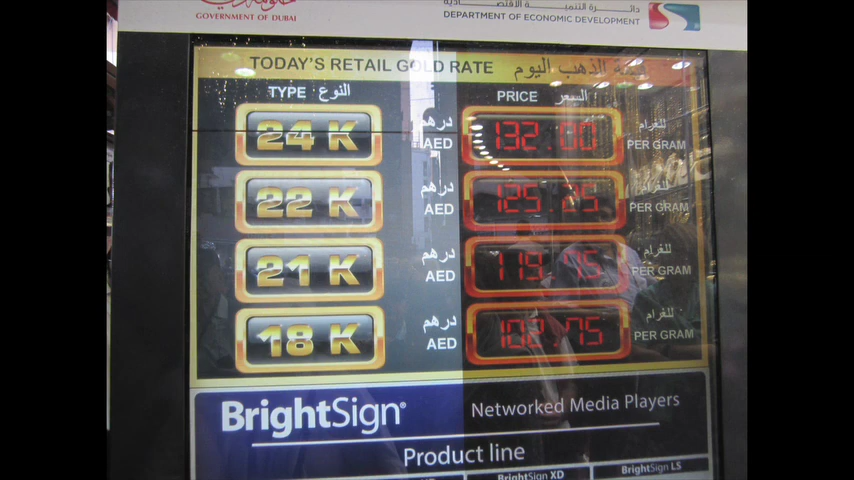 GOVERNMENT OF DUBAI
دائرة التنمية الاقتصادية
DEPARTMENT OF ECONOMIC DEVELOPMENT
TODAY'S RETAIL GOLD RATE الذهب اليوم
TYPE النوع PRICE السعر
24 K درهم AED 132.00 للغرام PER GRAM
22 K درهم AED 125.25 للغرام PER GRAM
21 K درهم AED 119.75 للغرام PER GRAM
18 K درهم AED 102.75 للغرام PER GRAM
BrightSign® Networked Media Players
Product line
BrightSign XD BrightSign LS